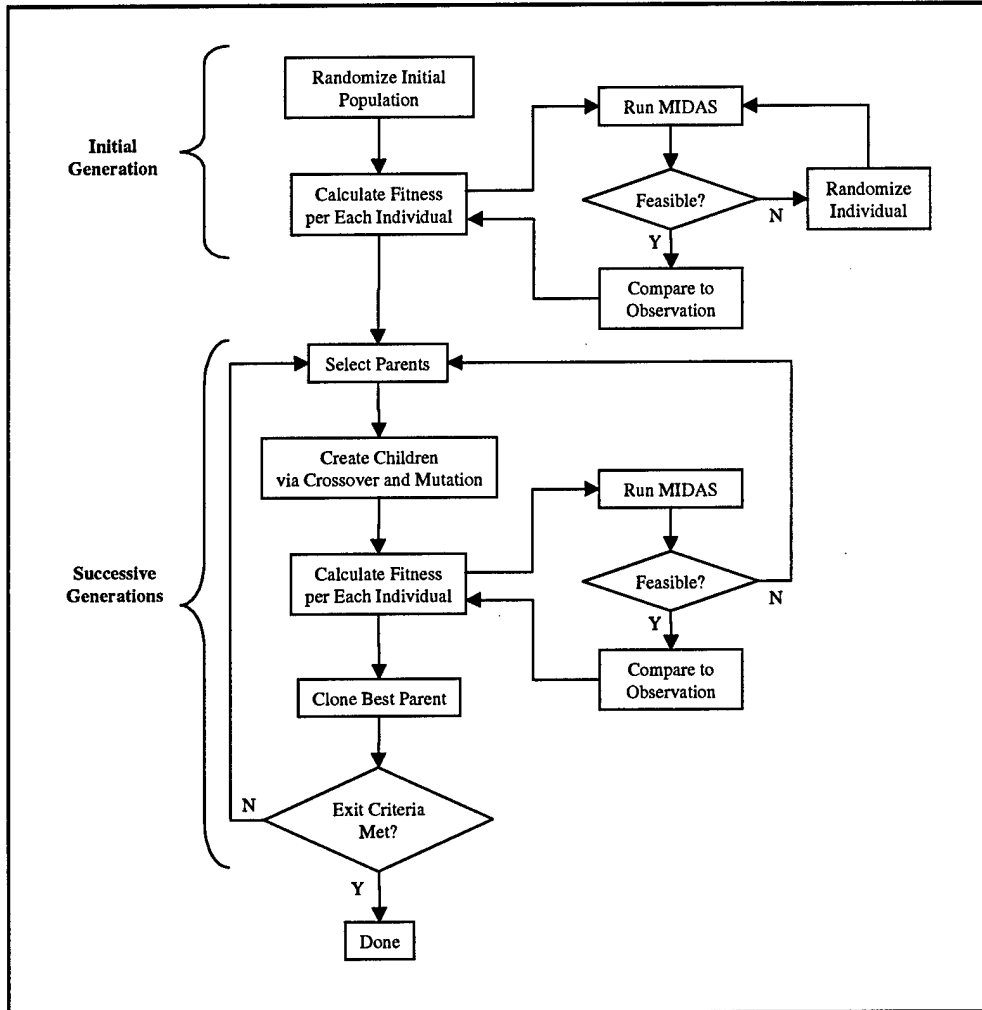 Randomize Initial
Population
Run MIDAS
Initial
Generation
Calculate Fitness
per Each Individual
Feasible?
N
Randomize
Individual
Y
Compare to
Observation
Select Parents
Create Children
via Crossover and Mutation
Run MIDAS
Successive
Generations
Calculate Fitness
per Each Individual
Feasible?
N
Y
Compare to
Observation
Clone Best Parent
N
Exit Criteria
Met?
Y
Done